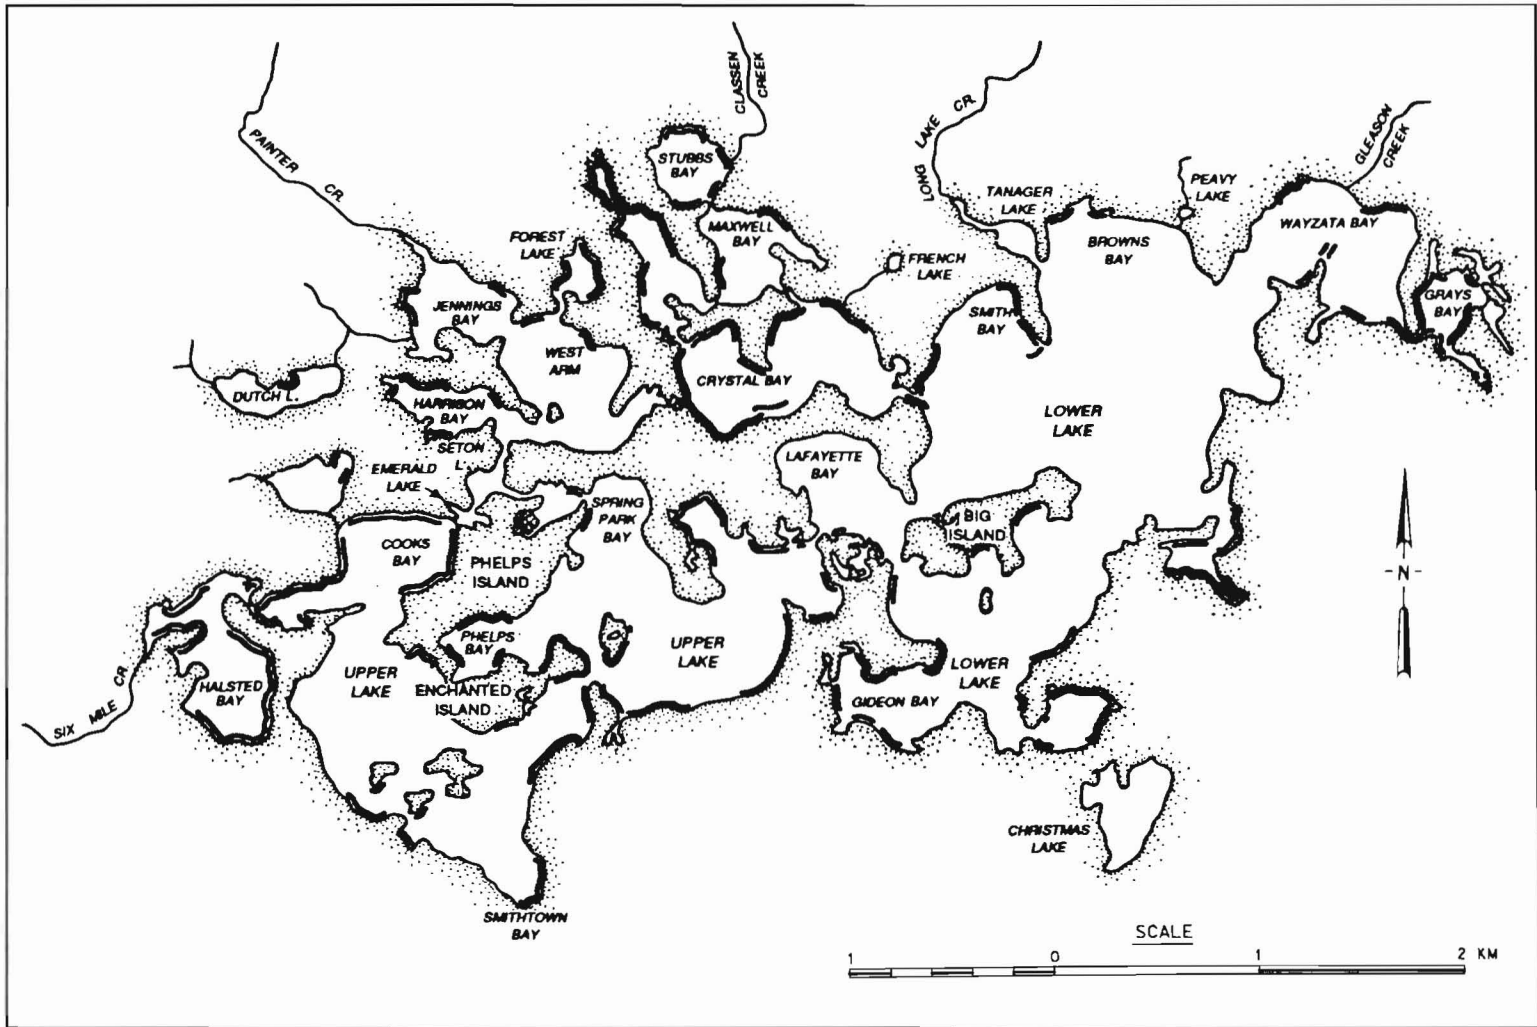 CLASSEN
CREEK
PAINTER CR.
STUBBS
BAY
LONG LAKE CR.
GLEASON
CREEK
TANAGER
LAKE
PEAVY
LAKE
WAYZATA BAY
MAXWELL
BAY
BROWNS
BAY
FOREST
LAKE
FRENCH
LAKE
JENNINGS
BAY
SMITH
BAY
GRAYS
BAY
WEST
ARM
CRYSTAL BAY
DUTCH L.
HARRISON
BAY
LOWER
LAKE
SETON
L.
LAFAYETTE
BAY
EMERALD
LAKE
SPRING
PARK
BAY
BIG
ISLAND
COOKS
BAY
PHELPS
ISLAND
-N-
PHELPS
BAY
UPPER
LAKE
UPPER
LAKE
LOWER
LAKE
ENCHANTED
ISLAND
HALSTED
BAY
GIDEON BAY
SIX MILE CR.
CHRISTMAS
LAKE
SMITHTOWN
BAY
SCALE
1 0 1 2 KM